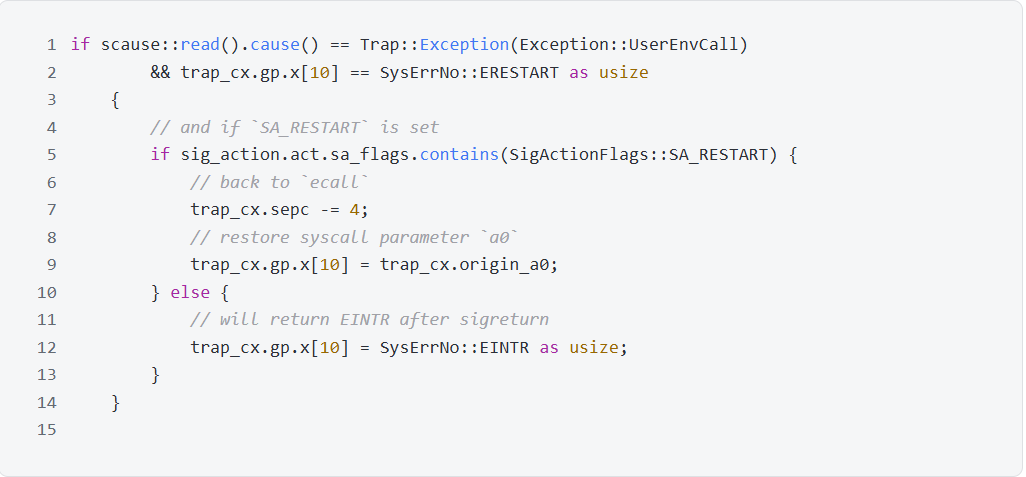 1 if scause::read().cause() == Trap::Exception(Exception::UserEnvCall)
2         && trap_cx.gp.x[10] == SysErrNo::ERESTART as usize
3     {
4         // and if `SA_RESTART` is set
5         if sig_action.act.sa_flags.contains(SigActionFlags::SA_RESTART) {
6             // back to `ecall`
7             trap_cx.sepc -= 4;
8             // restore syscall parameter `a0`
9             trap_cx.gp.x[10] = trap_cx.origin_a0;
10         } else {
11             // will return EINTR after sigreturn
12             trap_cx.gp.x[10] = SysErrNo::EINTR as usize;
13         }
14     }
15